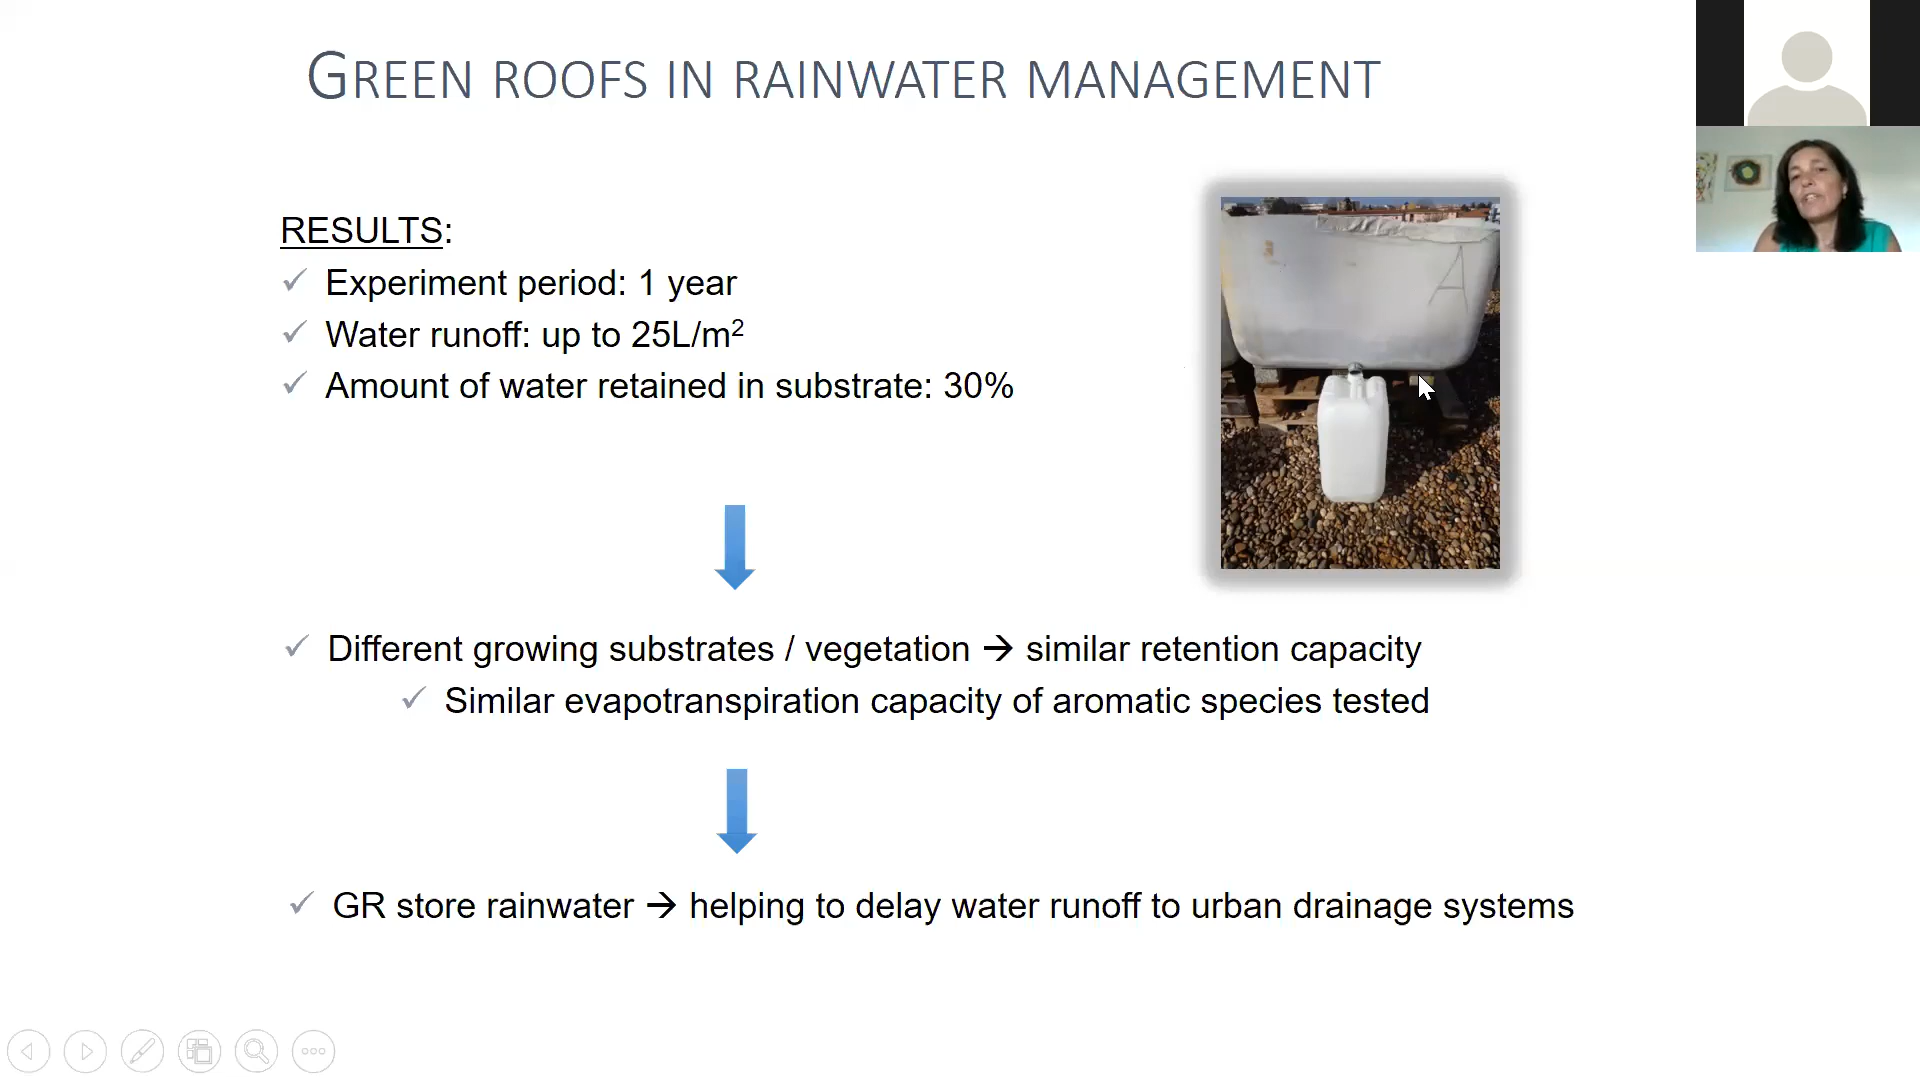 GREEN ROOFS IN RAINWATER MANAGEMENT
RESULTS:
✓ Experiment period: 1 year
✓ Water runoff: up to 25L/m²
✓ Amount of water retained in substrate: 30%
A
✓ Different growing substrates / vegetation → similar retention capacity
✓ Similar evapotranspiration capacity of aromatic species tested
✓ GR store rainwater → helping to delay water runoff to urban drainage systems